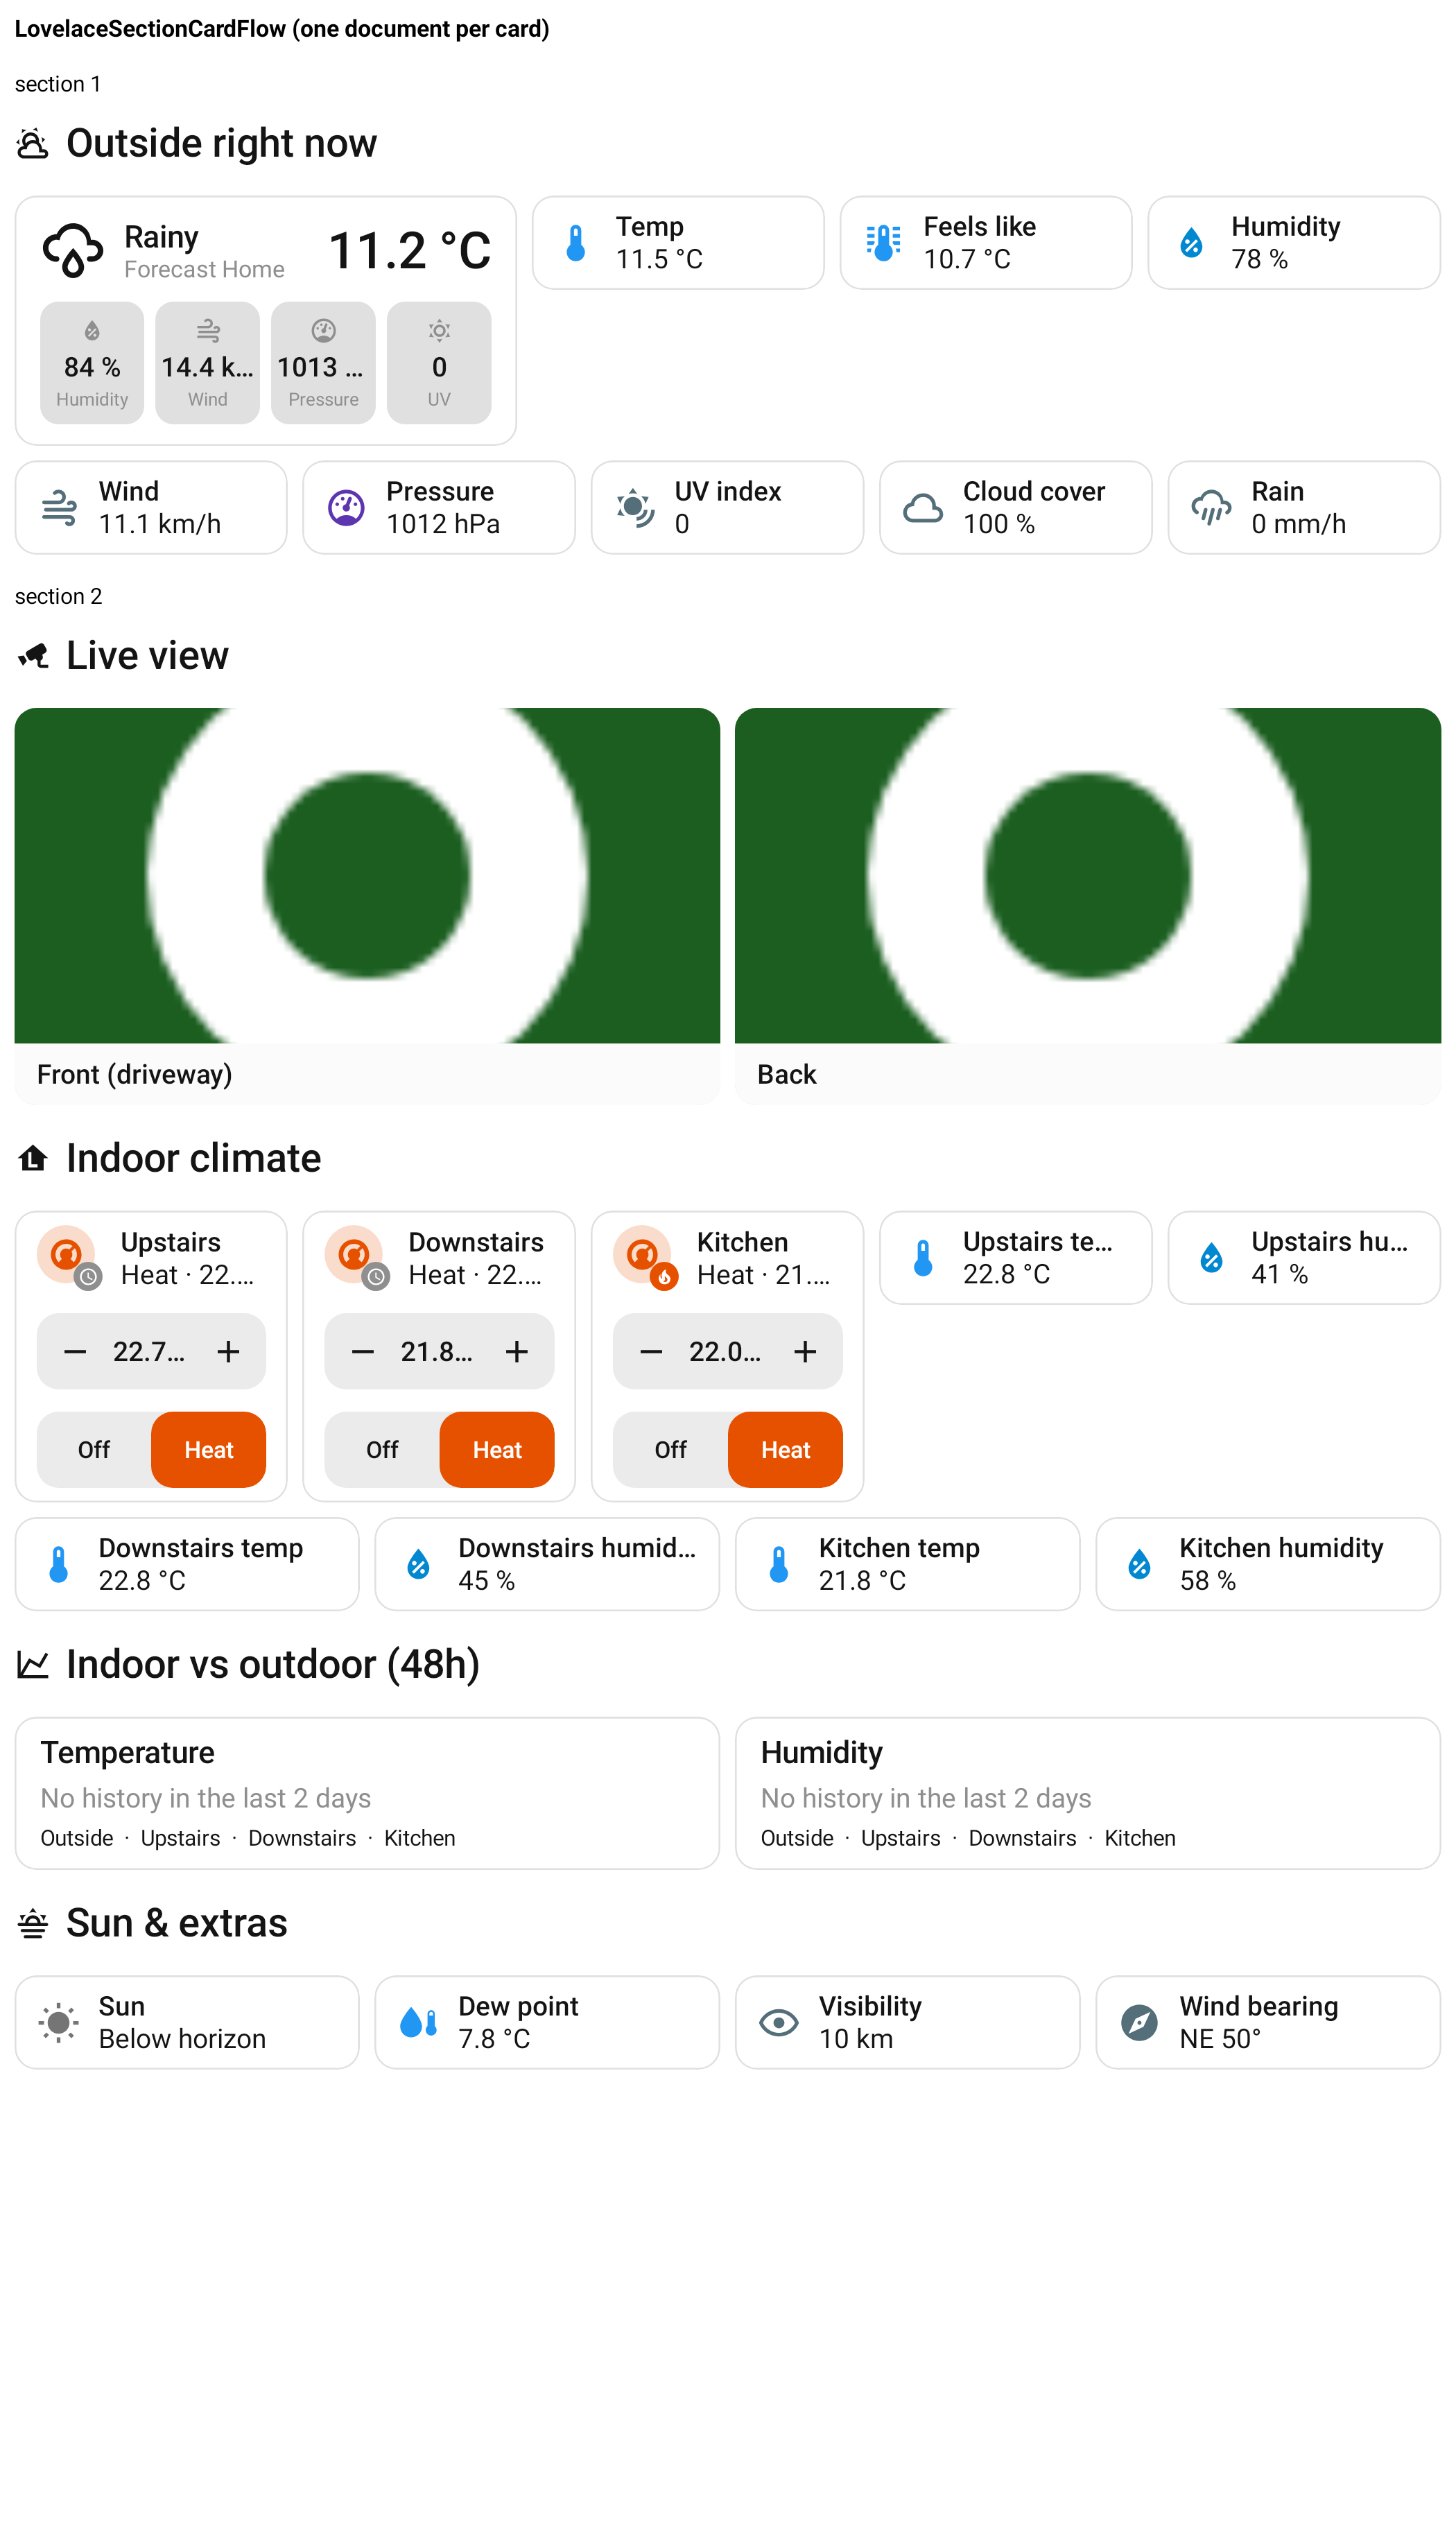 LovelaceSectionCardFlow (one document per card)
section 1
Outside right now
Rainy
Forecast Home
11.2 °C
84 %
Humidity
14.4 k...
Wind
1013 ...
Pressure
0
UV
Temp
11.5 °C
Feels like
10.7 °C
Humidity
78 %
Wind
11.1 km/h
Pressure
1012 hPa
UV index
0
Cloud cover
100 %
Rain
0 mm/h
section 2
Live view
Front (driveway)
Back
Indoor climate
Upstairs
Heat · 22....
22.7...
Off
Heat
Downstairs
Heat · 22....
21.8...
Off
Heat
Kitchen
Heat · 21....
22.0...
Off
Heat
Upstairs te...
22.8 °C
Upstairs hu...
41 %
Downstairs temp
22.8 °C
Downstairs humid...
45 %
Kitchen temp
21.8 °C
Kitchen humidity
58 %
Indoor vs outdoor (48h)
Temperature
No history in the last 2 days
Outside · Upstairs · Downstairs · Kitchen
Humidity
No history in the last 2 days
Outside · Upstairs · Downstairs · Kitchen
Sun & extras
Sun
Below horizon
Dew point
7.8 °C
Visibility
10 km
Wind bearing
NE 50°